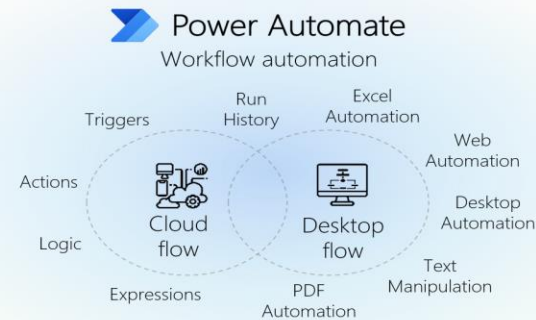 Power Automate
Workflow automation
Triggers
Run
History
Excel
Automation
Web
Automation
Actions
Cloud
flow
Desktop
flow
Desktop
Automation
Logic
Text
Manipulation
Expressions
PDF
Automation